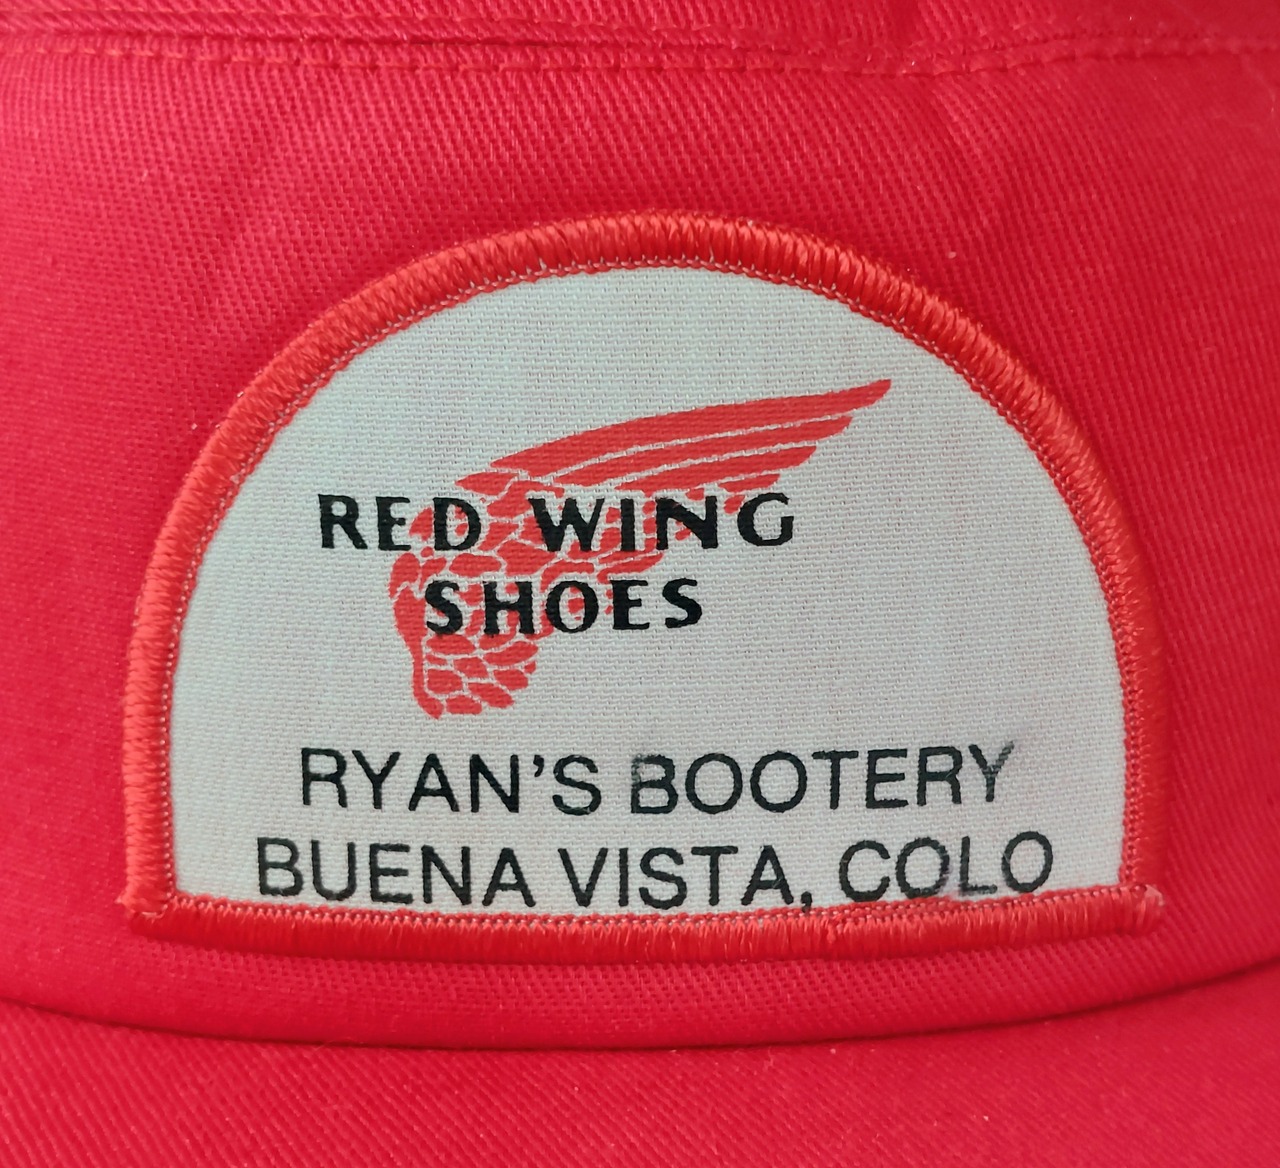 RED WING
SHOES
RYAN'S BOOTERY
BUENA VISTA, COLO